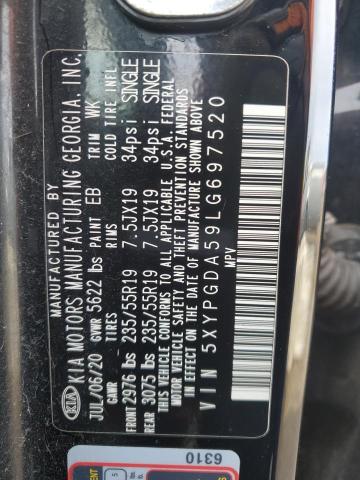 MANUFACTURED BY
KIA KIA MOTORS MANUFACTURING GEORGIA, INC.
JUL/06/20 GVWR 5622 lbs PAINT EB TRIM WK
GAWR TIRES RIMS COLD TIRE INFL
FRONT 2976 lbs 235/55R19 7.5JX19 34psi SINGLE
REAR 3075 lbs 235/55R19 7.5JX19 34psi SINGLE
THIS VEHICLE CONFORMS TO ALL APPLICABLE U.S.A. FEDERAL
MOTOR VEHICLE SAFETY AND THEFT PREVENTION STANDARDS
IN EFFECT ON THE DATE OF MANUFACTURE SHOWN ABOVE
VIN 5XYPGDA59LG697520
MPV
6310